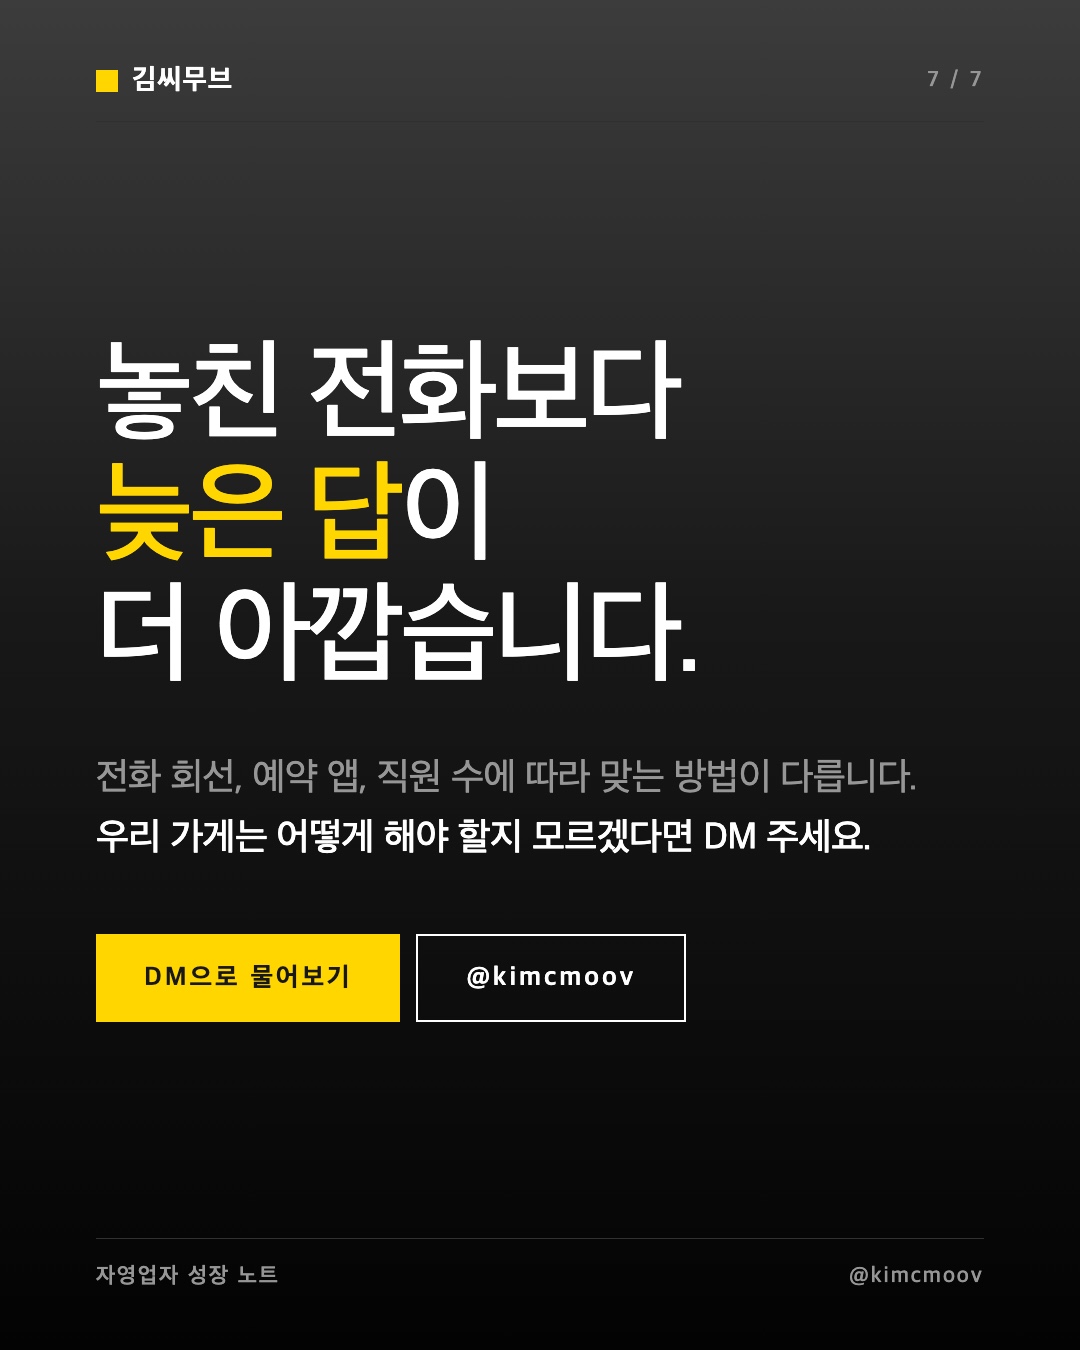 김씨무브
7 / 7
놓친 전화보다
늦은 답이
더 아깝습니다.
전화 회선, 예약 앱, 직원 수에 따라 맞는 방법이 다릅니다.
우리 가게는 어떻게 해야 할지 모르겠다면 DM 주세요.
DM으로 물어보기
@kimcmoov
자영업자 성장 노트
@kimcmoov